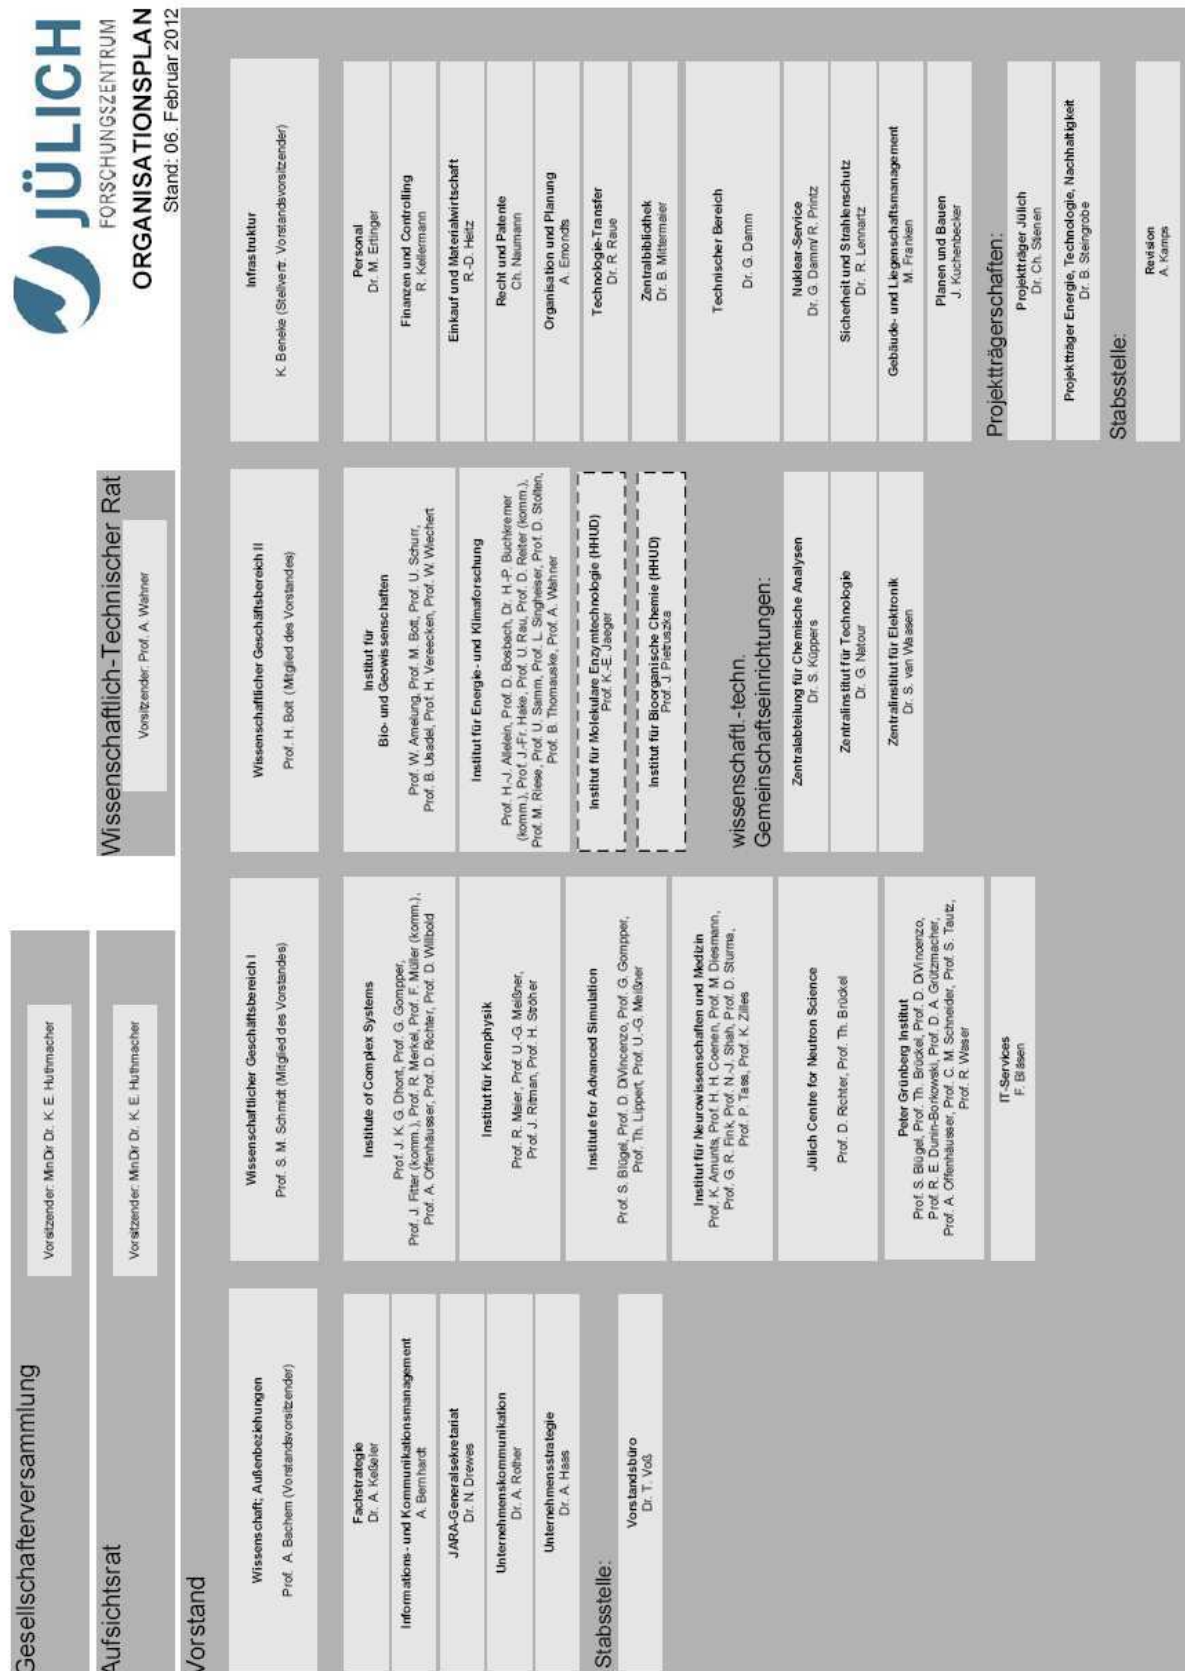 JÜLICH
FORSCHUNGSZENTRUM
ORGANISATIONSPLAN
Stand: 06. Februar 2012
Gesellschafterversammlung
Vorsitzender: MinDir Dr. K. E. Huthmacher
Aufsichtsrat
Vorsitzender: MinDir Dr. K. E. Huthmacher
Wissenschaftlich-Technischer Rat
Vorsitzender: Prof. A. Wahner
Vorstand
Wissenschaft; Außenbeziehungen
Prof. A. Bachem (Vorstandsvorsitzender)
Fachstrategie
Dr. A. Keßeler
Informations- und Kommunikationsmanagement
A. Bernhardt
JARA-Generalsekretariat
Dr. N. Drewes
Unternehmenskommunikation
Dr. A. Rother
Unternehmensstrategie
Dr. A. Haas
Stabsstelle:
Vorstandsbüro
Dr. T. Voß
Wissenschaftlicher Geschäftsbereich I
Prof. S. M. Schmidt (Mitglied des Vorstandes)
Institute of Complex Systems
Prof. J. K. G. Dhont, Prof. G. Gompper,
Prof. J. Fitter (komm.), Prof. R. Merkel, Prof. F. Müller (komm.),
Prof. A. Offenhäusser, Prof. D. Richter, Prof. D. Willbold
Institut für Kernphysik
Prof. R. Maier, Prof. U.-G. Meißner,
Prof. J. Ritman, Prof. H. Ströher
Institute for Advanced Simulation
Prof. S. Blügel, Prof. D. DiVincenzo, Prof. G. Gompper,
Prof. Th. Lippert, Prof. U.-G. Meißner
Institut für Neurowissenschaften und Medizin
Prof. K. Amunts, Prof. H. H. Coenen, Prof. M. Diesmann,
Prof. G. R. Fink, Prof. N.-J. Shah, Prof. D. Sturma,
Prof. P. Tass, Prof. K. Zilles
Jülich Centre for Neutron Science
Prof. D. Richter, Prof. Th. Brückel
Peter Grünberg Institut
Prof. S. Blügel, Prof. Th. Brückel, Prof. D. DiVincenzo,
Prof. R. E. Dunin-Borkowski, Prof. D. A. Grützmacher,
Prof. A. Offenhäusser, Prof. C. M. Schneider, Prof. S. Tautz,
Prof. R. Waser
IT-Services
F. Bläsen
Wissenschaftlicher Geschäftsbereich II
Prof. H. Bolt (Mitglied des Vorstandes)
Institut für
Bio- und Geowissenschaften
Prof. W. Amelung, Prof. M. Bott, Prof. U. Schurr,
Prof. B. Usadel, Prof. H. Vereecken, Prof. W. Wiechert
Institut für Energie- und Klimaforschung
Prof. H.-J. Allelein, Prof. D. Bosbach, Dr. H.-P. Buchkremer
(komm.), Prof. J.-Fr. Hake, Prof. U. Rau, Prof. D. Reiter (komm.),
Prof. M. Riese, Prof. U. Samm, Prof. L. Singheiser, Prof. D. Stolten,
Prof. B. Thomauske, Prof. A. Wahner
Institut für Molekulare Enzymtechnologie (HHUD)
Prof. K.-E. Jaeger
Institut für Bioorganische Chemie (HHUD)
Prof. J. Pietruszka
wissenschaftl.-techn.
Gemeinschaftseinrichtungen:
Zentralabteilung für Chemische Analysen
Dr. S. Küppers
Zentralinstitut für Technologie
Dr. G. Natour
Zentralinstitut für Elektronik
Dr. S. van Waasen
Infrastruktur
K. Beneke (Stellvertr. Vorstandsvorsitzender)
Personal
Dr. M. Ertinger
Finanzen und Controlling
R. Kellermann
Einkauf und Materialwirtschaft
R.-D. Heitz
Recht und Patente
Ch. Naumann
Organisation und Planung
A. Emonds
Technologie-Transfer
Dr. R. Raue
Zentralbibliothek
Dr. B. Mittermaier
Technischer Bereich
Dr. G. Damm
Nuklear-Service
Dr. G. Damm/ R. Printz
Sicherheit und Strahlenschutz
Dr. R. Lennartz
Gebäude- und Liegenschaftsmanagement
M. Franken
Planen und Bauen
J. Kuchenbecker
Projektträgerschaften:
Projektträger Jülich
Dr. Ch. Stienen
Projektträger Energie, Technologie, Nachhaltigkeit
Dr. B. Steingrobe
Stabsstelle:
Revision
A. Kamps